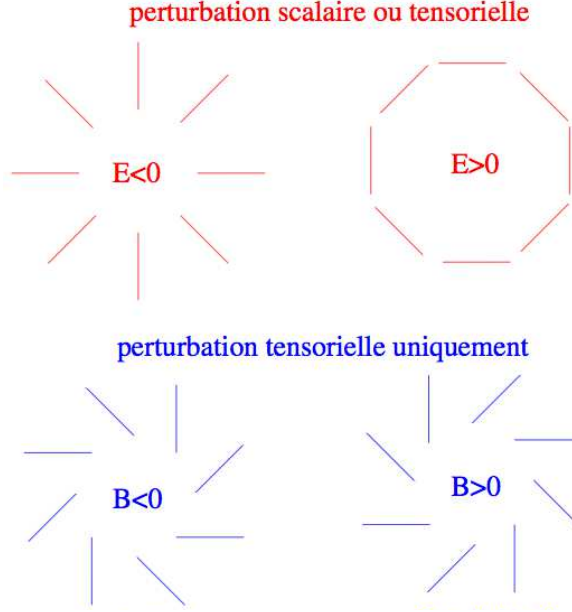 perturbation scalaire ou tensorielle
E<0
E>0
perturbation tensorielle uniquement
B<0
B>0